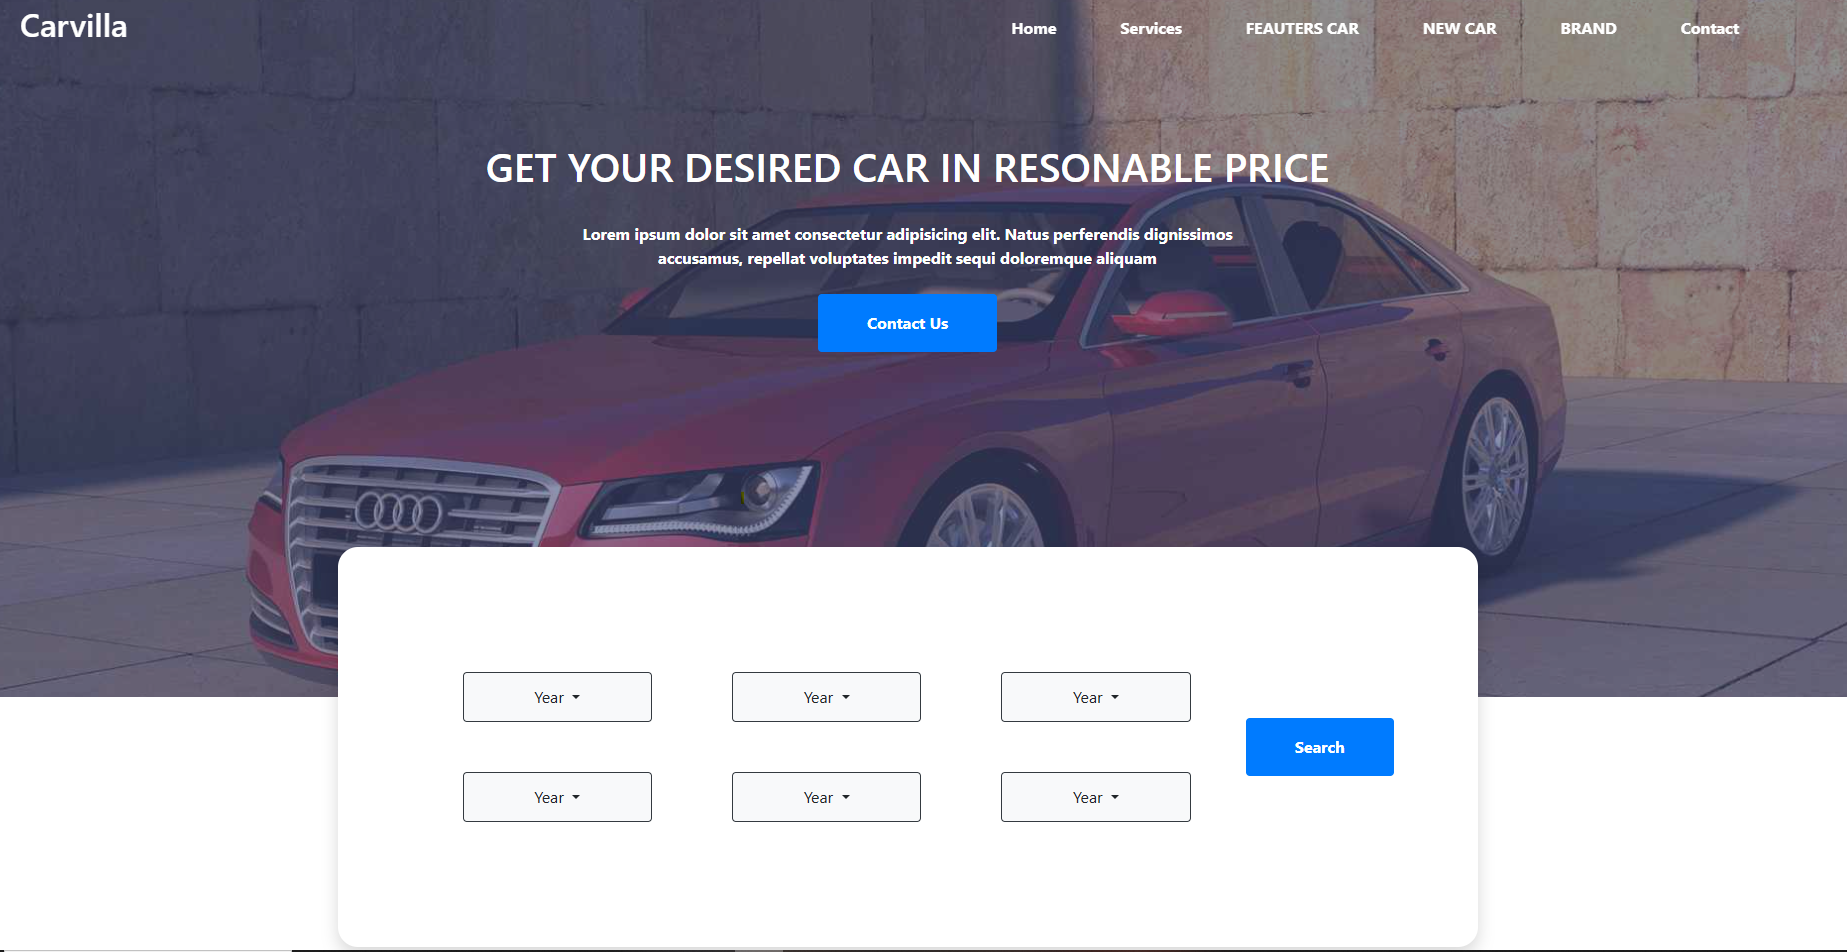 Carvilla
Home Services FEAUTERS CAR NEW CAR BRAND Contact
GET YOUR DESIRED CAR IN RESONABLE PRICE
Lorem ipsum dolor sit amet consectetur adipisicing elit. Natus perferendis dignissimos
accusamus, repellat voluptates impedit sequi doloremque aliquam
Contact Us
Year Year Year
Search
Year Year Year